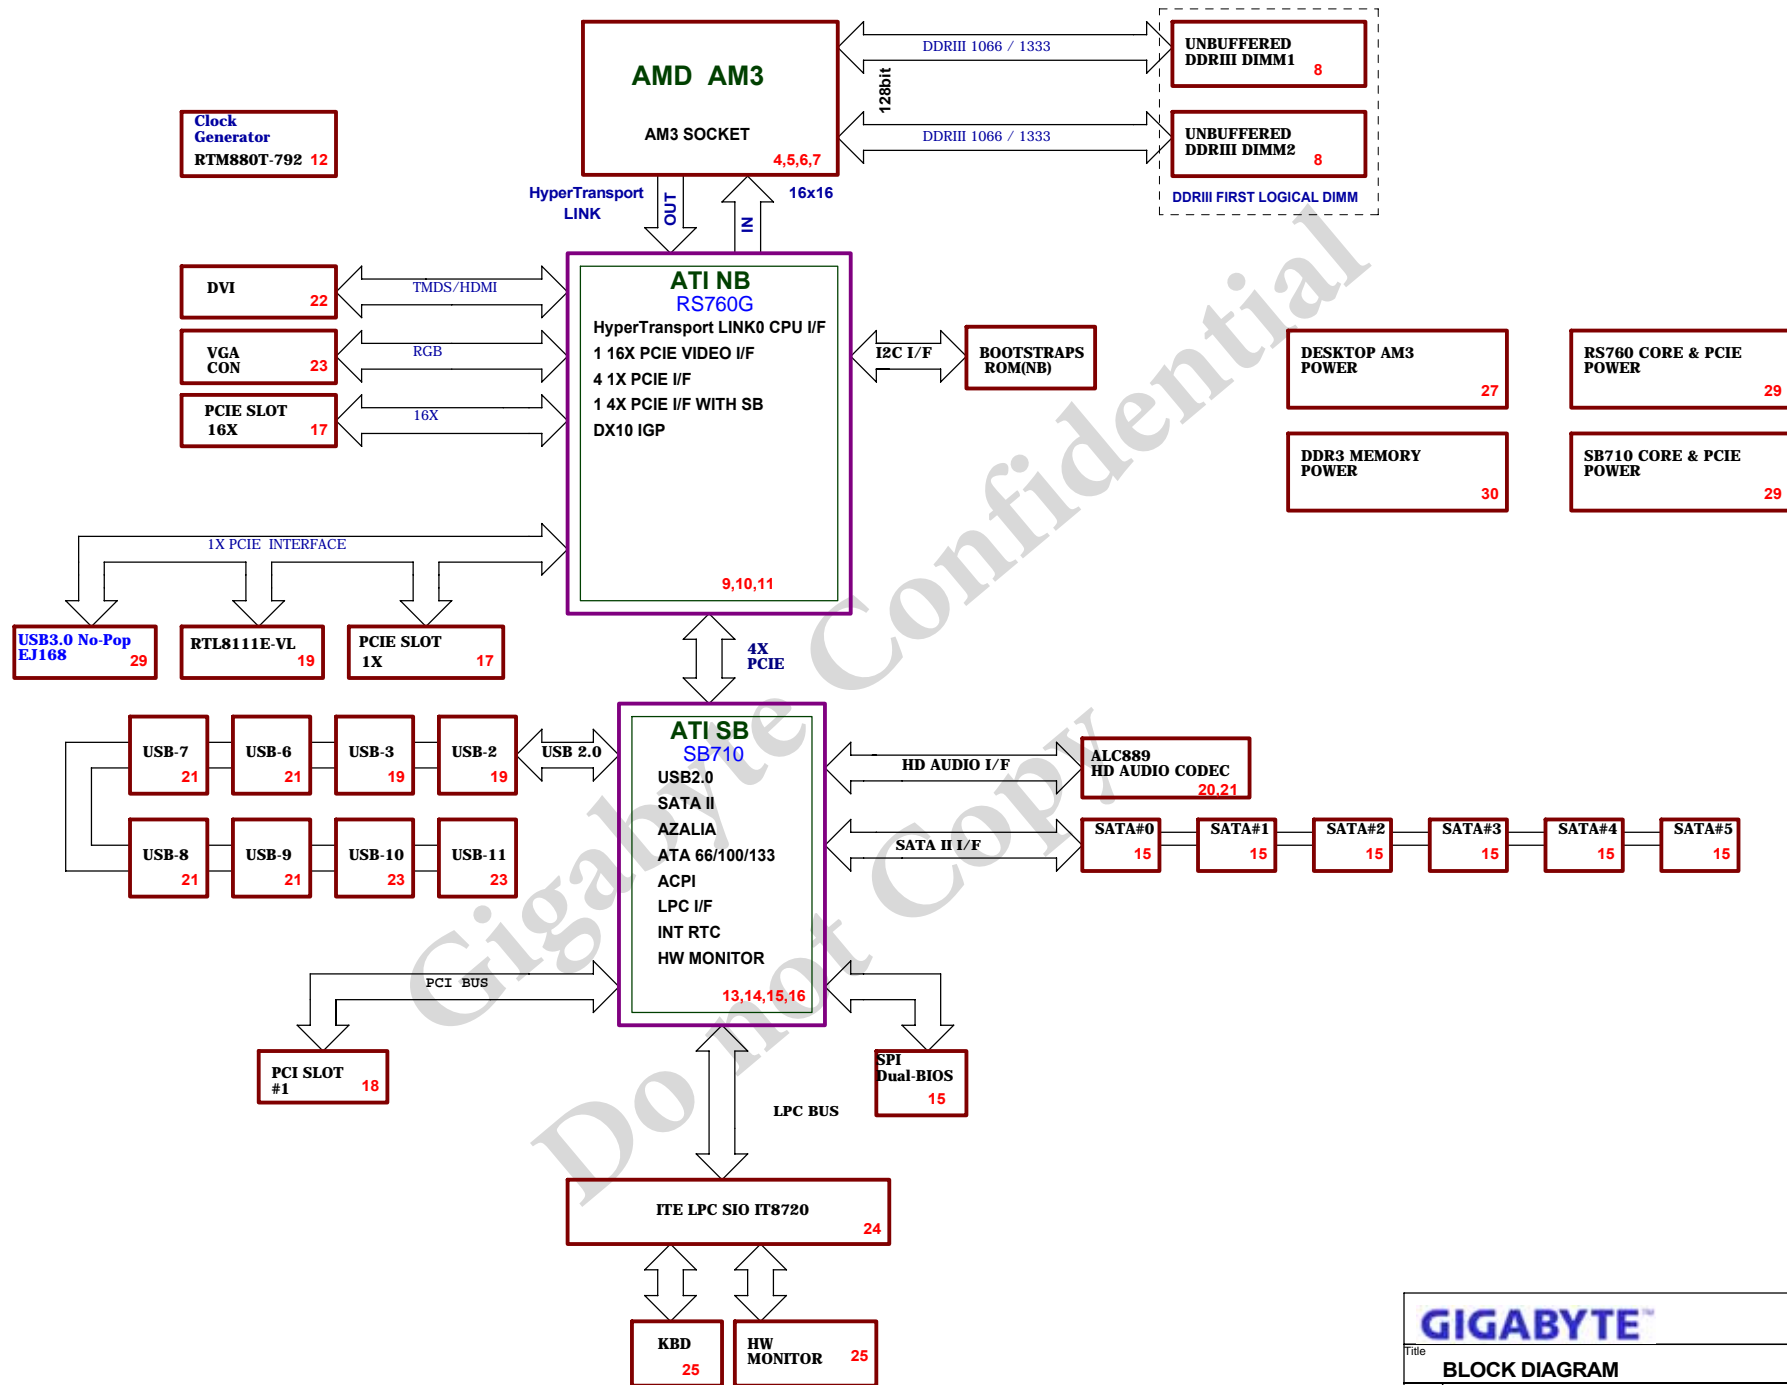 AMD AM3
AM3 SOCKET
4,5,6,7
DDRIII 1066 / 1333
128bit
DDRIII 1066 / 1333
UNBUFFERED
DDRIII DIMM1
8
UNBUFFERED
DDRIII DIMM2
8
DDRIII FIRST LOGICAL DIMM
Clock
Generator
RTM880T-792 12
HyperTransport
LINK
OUT
IN
16x16
DVI
22
TMDS/HDMI
VGA
CON
23
RGB
PCIE SLOT
16X
17
16X
ATI NB
RS760G
HyperTransport LINK0 CPU I/F
1 16X PCIE VIDEO I/F
4 1X PCIE I/F
1 4X PCIE I/F WITH SB
DX10 IGP
9,10,11
I2C I/F
BOOTSTRAPS
ROM(NB)
DESKTOP AM3
POWER
27
RS760 CORE & PCIE
POWER
29
DDR3 MEMORY
POWER
30
SB710 CORE & PCIE
POWER
29
1X PCIE INTERFACE
USB3.0 No-Pop
EJ168
29
RTL8111E-VL
19
PCIE SLOT
1X
17
4X
PCIE
USB-7
21
USB-6
21
USB-3
19
USB-2
19
USB 2.0
USB-8
21
USB-9
21
USB-10
23
USB-11
23
ATI SB
SB710
USB2.0
SATA II
AZALIA
ATA 66/100/133
ACPI
LPC I/F
INT RTC
HW MONITOR
13,14,15,16
HD AUDIO I/F
ALC889
HD AUDIO CODEC
20,21
SATA II I/F
SATA#0
15
SATA#1
15
SATA#2
15
SATA#3
15
SATA#4
15
SATA#5
15
PCI BUS
PCI SLOT
#1
18
SPI
Dual-BIOS
15
LPC BUS
ITE LPC SIO IT8720
24
KBD
25
HW
MONITOR
25
Gigabyte Confidential
Do not Copy
GIGABYTE™
Title
BLOCK DIAGRAM